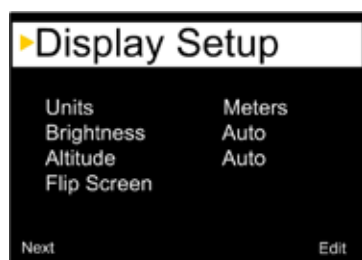 Display Setup
Units Meters
Brightness Auto
Altitude Auto
Flip Screen
Next Edit